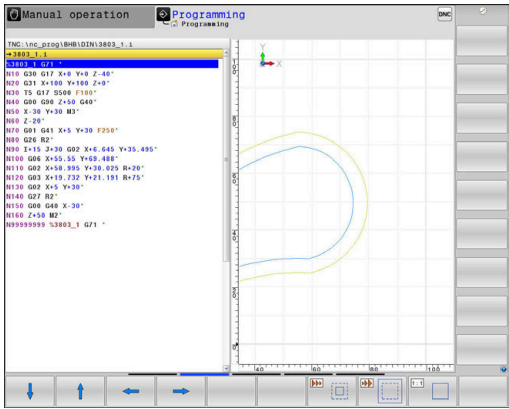 Manual operation
Programming
Programming
DNC
TNC:\nc_prog\BHB\DIN\3803_1.i
→3803_1.i
%3803_1 G71 *
N10 G30 G17 X+0 Y+0 Z-40*
N20 G31 X+100 Y+100 Z+0*
N30 T5 G17 S500 F100*
N40 G00 G90 Z+50 G40*
N50 X-30 Y+30 M3*
N60 Z-20*
N70 G01 G41 X+5 Y+30 F250*
N80 G26 R2*
N90 I+15 J+30 G02 X+6.645 Y+35.495*
N100 G06 X+55.55 Y+69.488*
N110 G02 X+58.995 Y+30.025 R+20*
N120 G03 X+19.732 Y+21.191 R+75*
N130 G02 X+5 Y+30*
N140 G27 R2*
N150 G00 G40 X-30*
N160 Z+50 M2*
N99999999 %3803_1 G71 *
Y
X
40
60
80
100
1:1